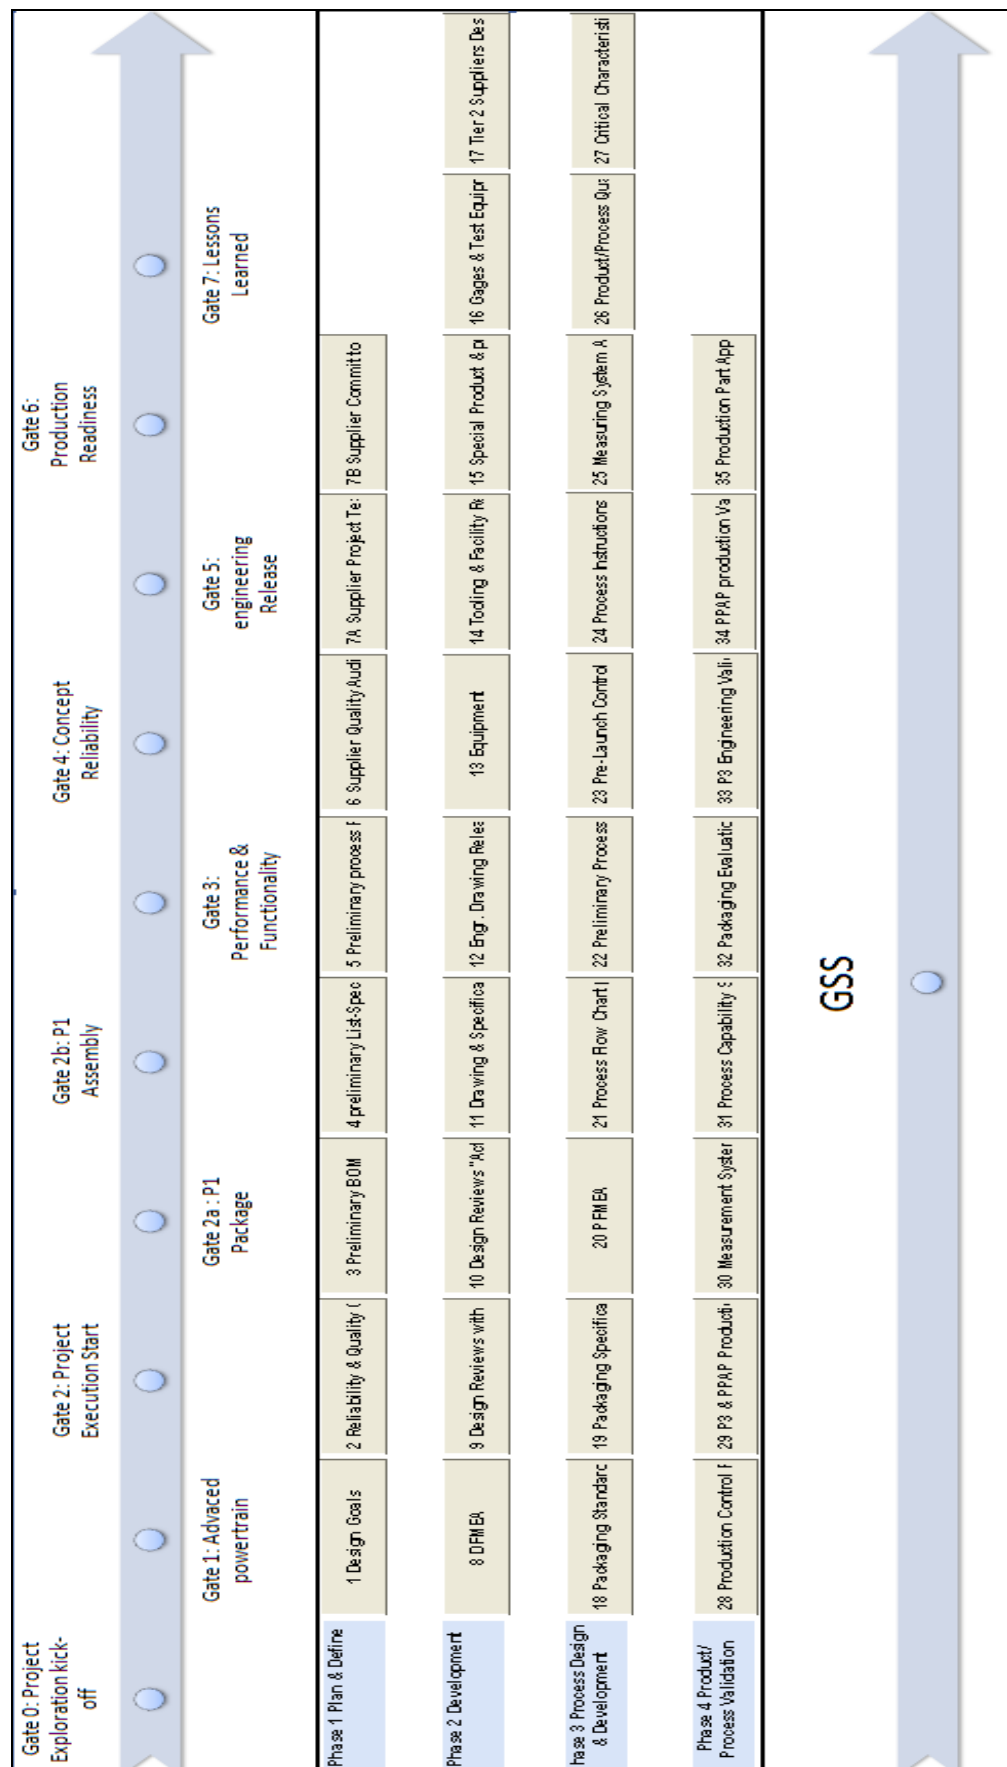 Gate 0: Project
Exploration kick-
off
Gate 1: Advaced
powertrain
Gate 2: Project
Execution Start
Gate 2a : P1
Package
Gate 2b: P1
Assembly
Gate 3:
Performance &
Functionality
Gate 4: Concept
Reliability
Gate 5:
engineering
Release
Gate 6:
Production
Readiness
Gate 7: Lessons
Learned
Phase 1 Plan & Define
1 Design Goals
2 Reliability & Quality (
3 Preliminary BOM
4 preliminary List-Spec
5 Preliminary process F
6 Supplier Quality Audi
7A Supplier Project Te
7B Supplier Committo
Phase 2 Development
8 DFMEA
9 Design Reviews with
10 Design Reviews "Act
11 Drawing & Specifica
12 Engr. Drawing Relea
13 Equipment
14 Tooling & Facility Re
15 Special Product & pr
16 Gages & Test Equipr
17 Tier 2 Suppliers Des
hase 3 Process Design
& Development
18 Packaging Standarc
19 Packaging Specifica
20 PFMEA
21 Process Flow Chart (
22 Preliminary Process
23 Pre-Launch Control
24 Process Instructions
25 Measuring System A
26 Product/Process Qua
27 Critical Characteristi
Phase 4 Product/
Process Validation
28 Production Control F
29 P3 & PPAP Producti
30 Measurement Syster
31 Process Capability S
32 Packaging Evaluatic
33 P3 Engineering Vali
34 PPAP production Va
35 Production Part App
GSS